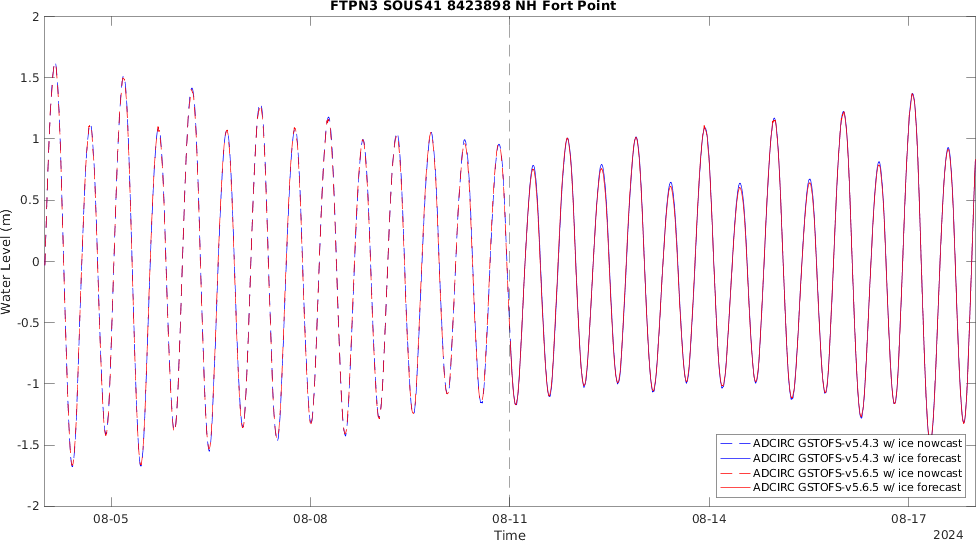 FTPN3 SOUS41 8423898 NH Fort Point
Water Level (m)
2
1.5
1
0.5
0
-0.5
-1
-1.5
-2
ADCIRC GSTOFS-v5.4.3 w/ ice nowcast
ADCIRC GSTOFS-v5.4.3 w/ ice forecast
ADCIRC GSTOFS-v5.6.5 w/ ice nowcast
ADCIRC GSTOFS-v5.6.5 w/ ice forecast
08-05 08-08 08-11 08-14 08-17
Time
2024